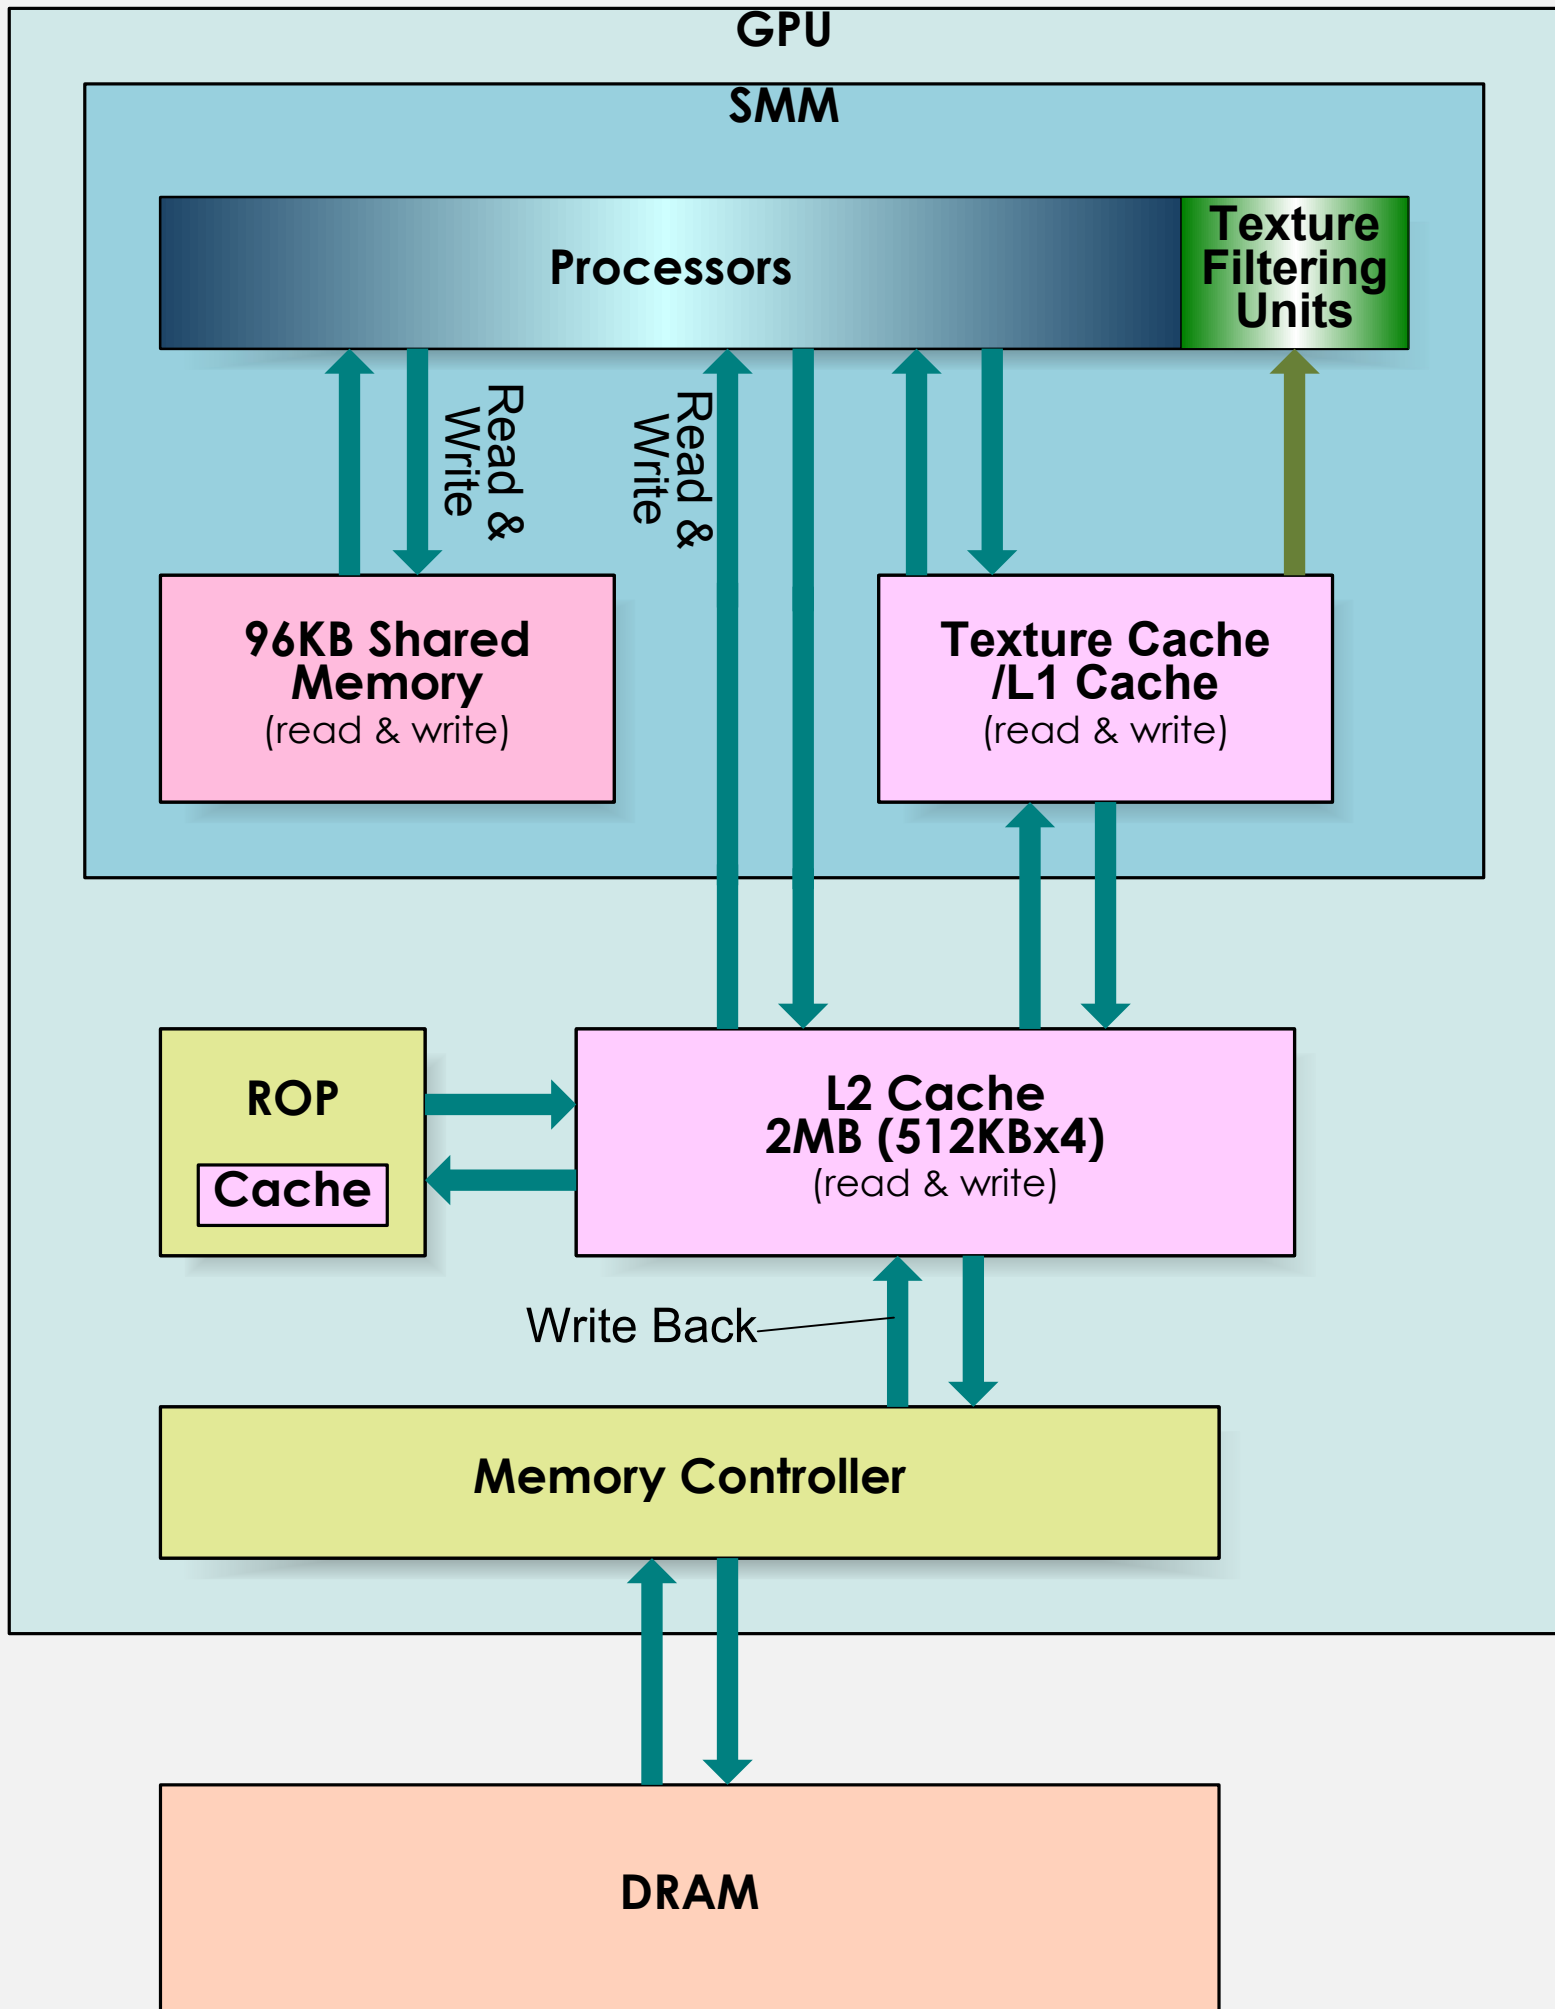 GPU
SMM
Processors
Texture
Filtering
Units
Read &
Write
Read &
Write
96KB Shared
Memory
(read & write)
Texture Cache
/L1 Cache
(read & write)
ROP
Cache
L2 Cache
2MB (512KBx4)
(read & write)
Write Back
Memory Controller
DRAM